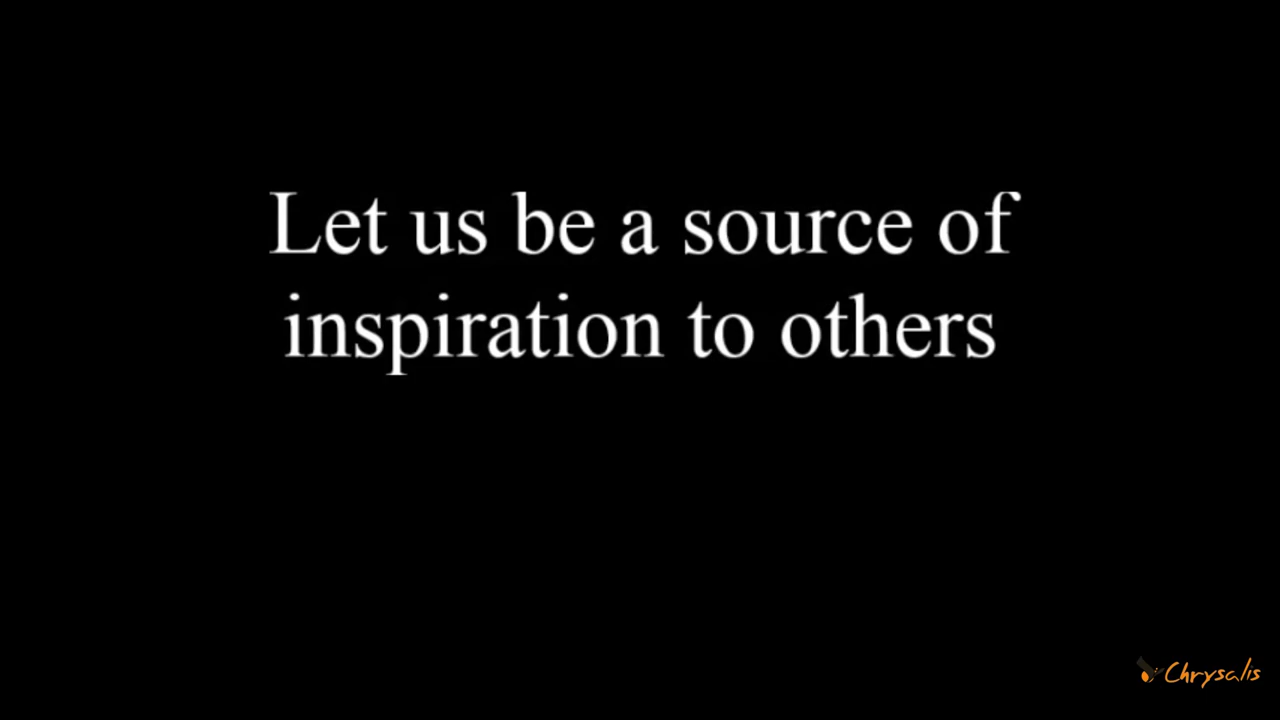 Let us be a source of
inspiration to others
Chrysalis